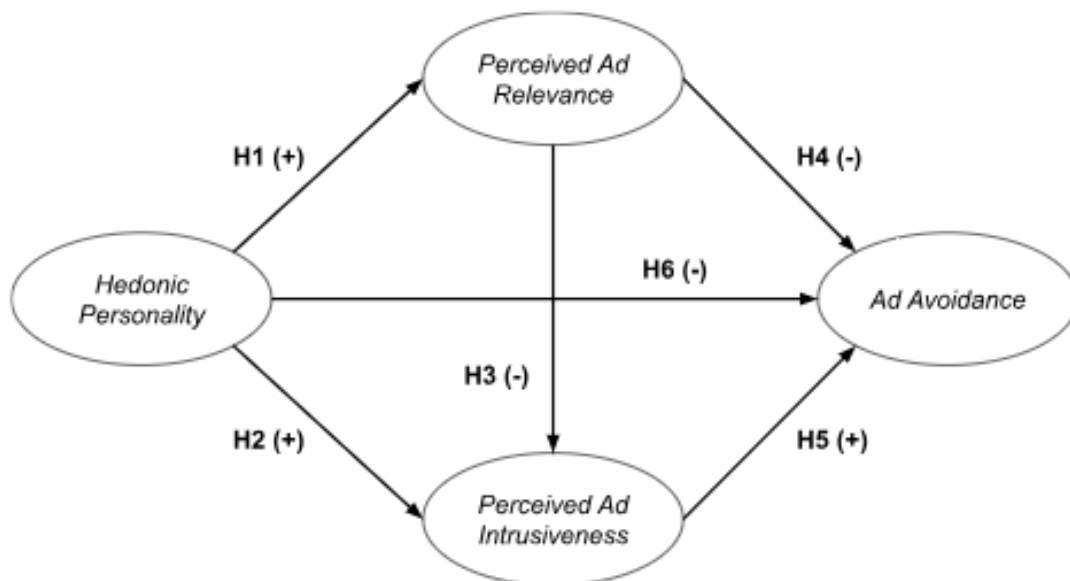 Perceived Ad
Relevance
H1 (+)
H4 (-)
Hedonic
Personality
H6 (-)
Ad Avoidance
H3 (-)
H2 (+)
H5 (+)
Perceived Ad
Intrusiveness